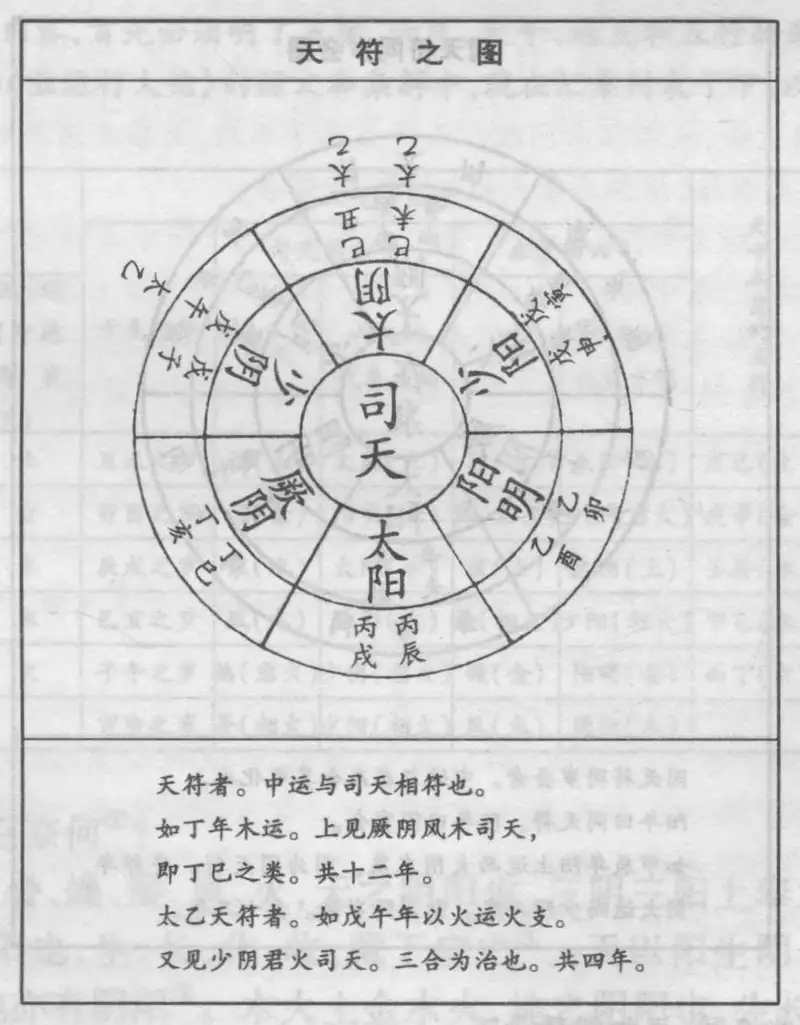 天符之图
太乙
太乙
己丑
己未
太阴
太乙
戊午
戊子
少阴
戊寅
戊申
少阳
司天
厥阴
丁亥
丁巳
阳明
乙卯
乙酉
太阳
丙戌
丙辰
天符者。中运与司天相符也。
如丁年木运。上见厥阴风木司天，
即丁巳之类。共十二年。
太乙天符者。如戊午年以火运火支。
又见少阴君火司天。三合为治也。共四年。